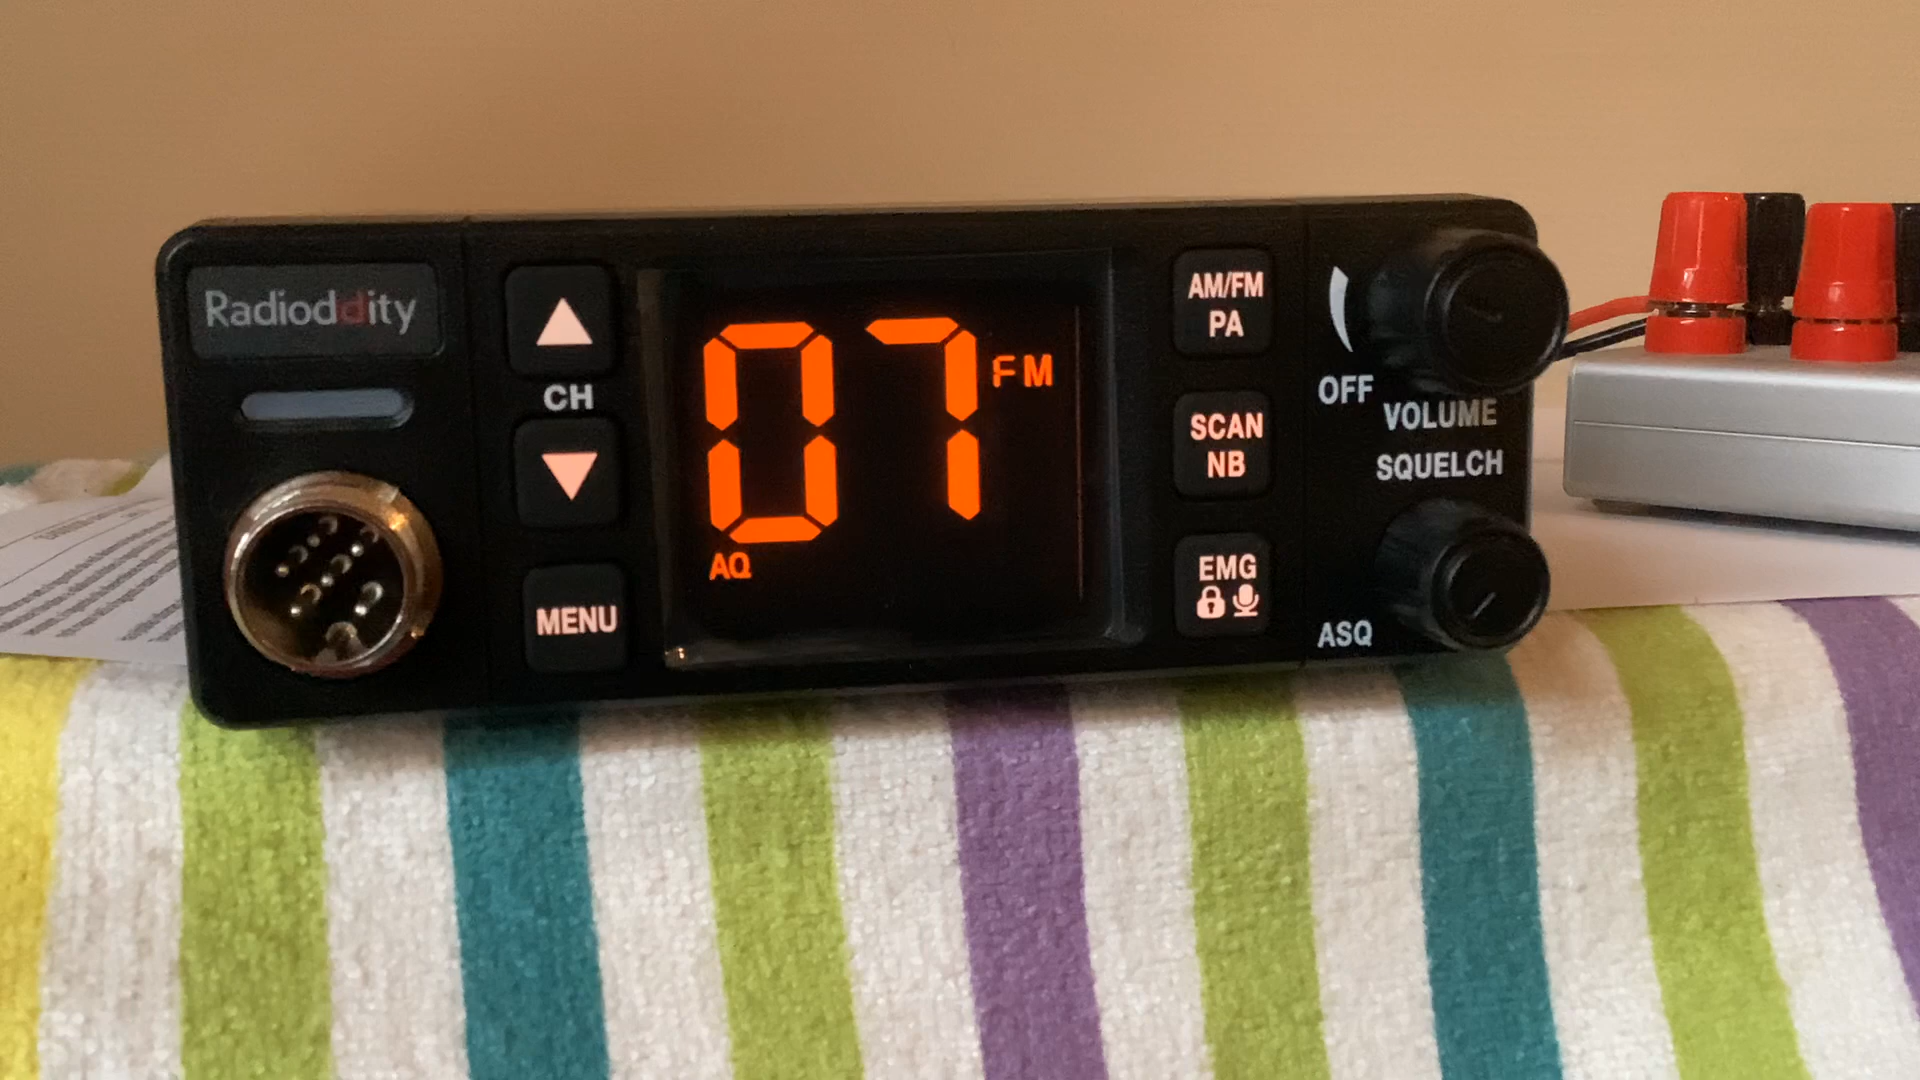 Radioddity
CH
MENU
07 FM
AQ
AM/FM
PA
SCAN
NB
EMG
OFF
VOLUME
SQUELCH
ASQ